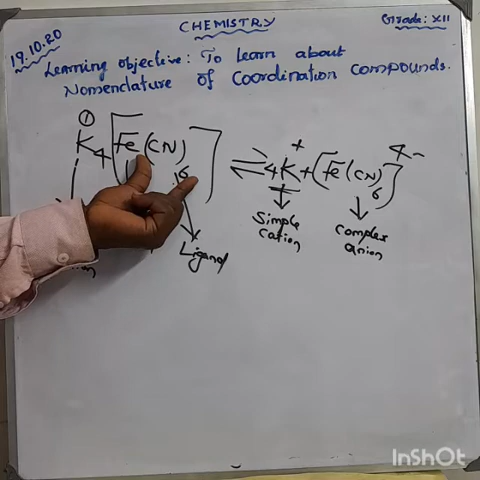 19.10.20
CHEMISTRY
Grade: XII
Learning objective: To learn about
Nomenclature of Coordination Compounds.
①
K4[Fe(CN)6] ⇌ 4K+ + [Fe(CN)6]4-
Ligand
Simple cation
Complex anion
InShOt